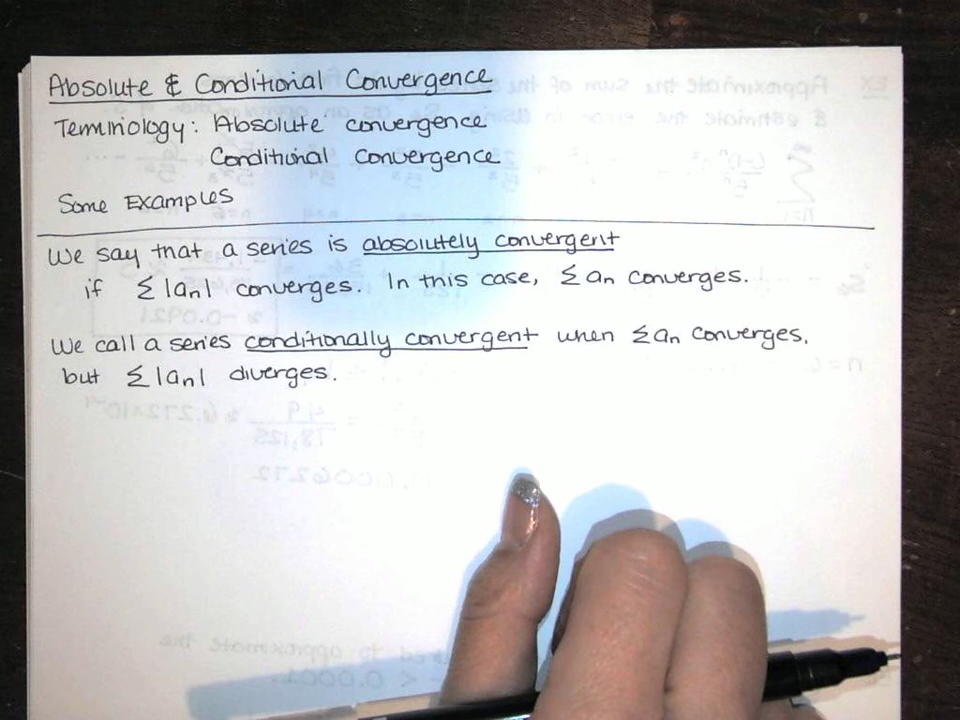 Absolute & Conditional Convergence
Terminology: Absolute convergence
Conditional Convergence
Some Examples
We say that a series is absolutely convergent
if Σ|an| converges. In this case, Σan converges.
We call a series conditionally convergent when Σan converges,
but Σ|an| diverges.